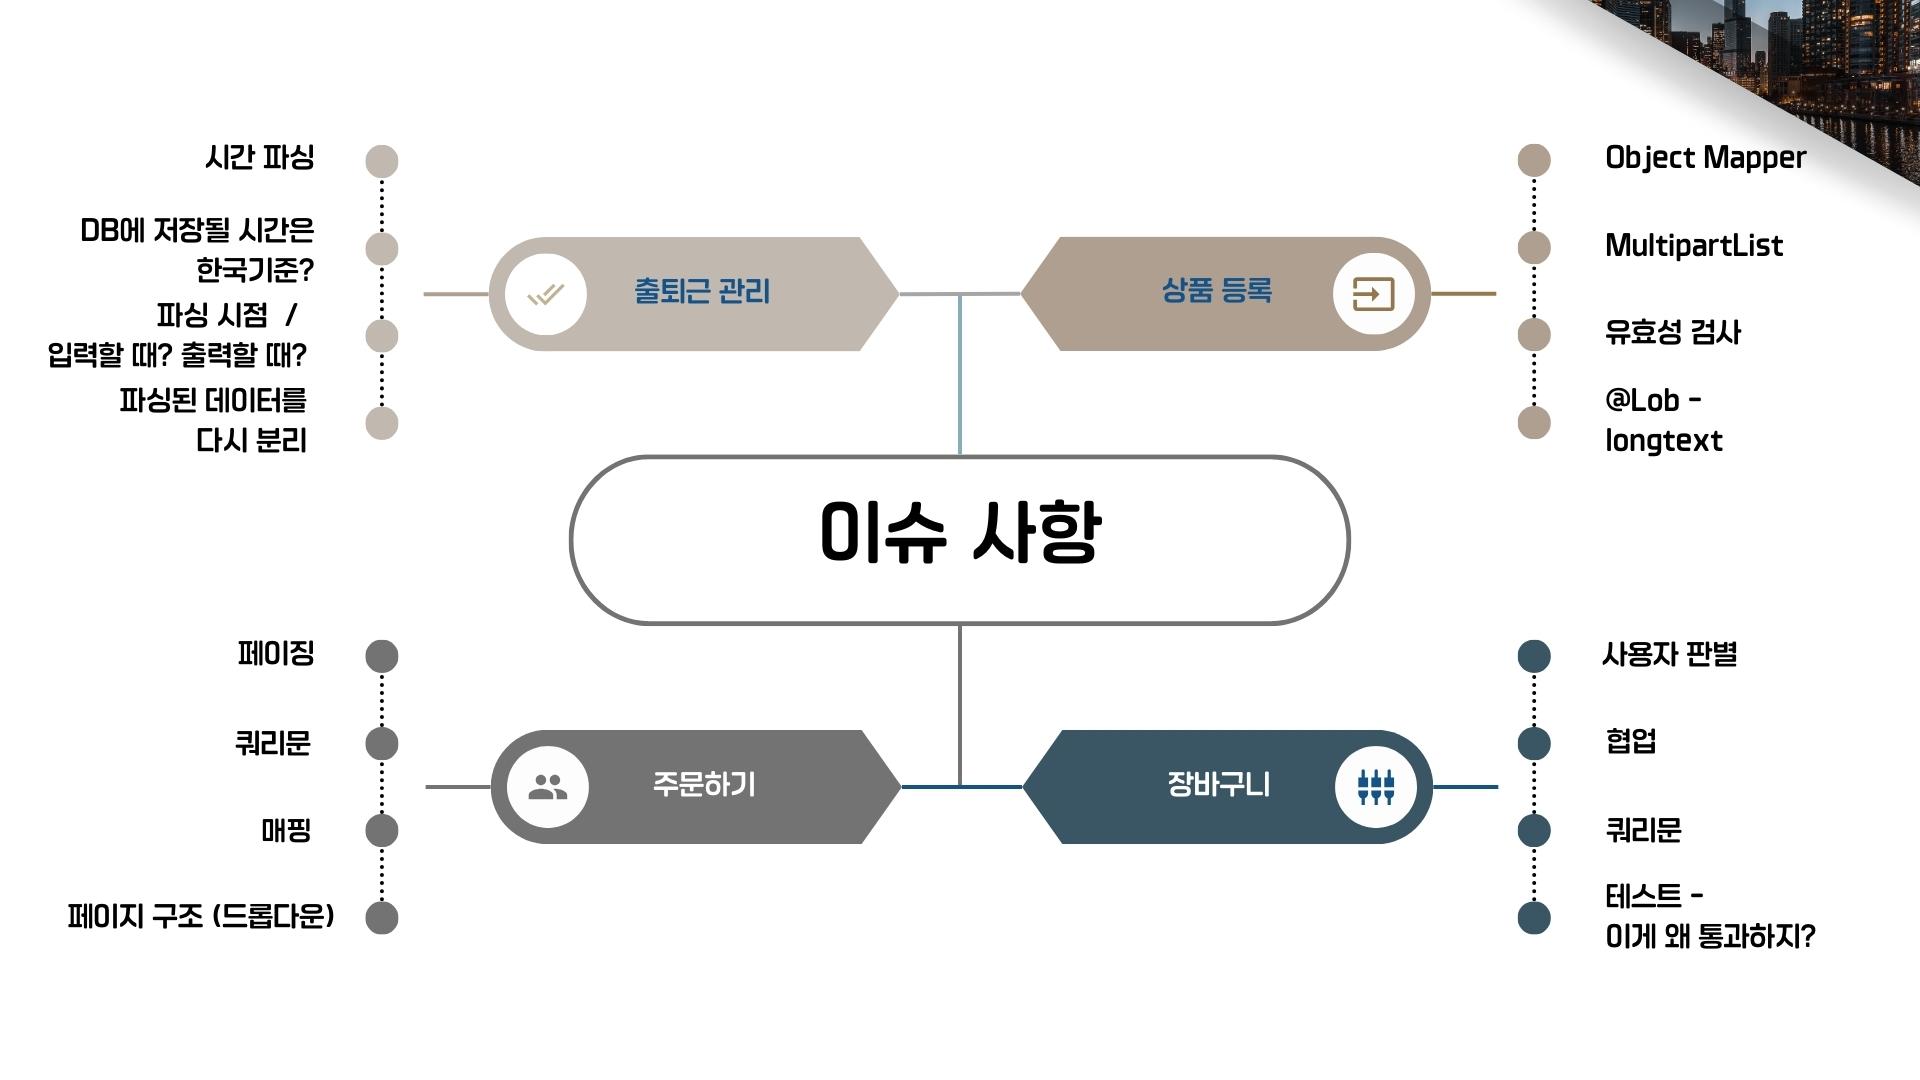 시간 파싱
DB에 저장될 시간은
한국기준?
파싱 시점 /
입력할 때? 출력할 때?
파싱된 데이터를
다시 분리
출퇴근 관리
상품 등록
Object Mapper
MultipartList
유효성 검사
@Lob -
longtext
이슈 사항
페이징
쿼리문
매핑
페이지 구조 (드롭다운)
주문하기
장바구니
사용자 판별
협업
쿼리문
테스트 -
이게 왜 통과하지?